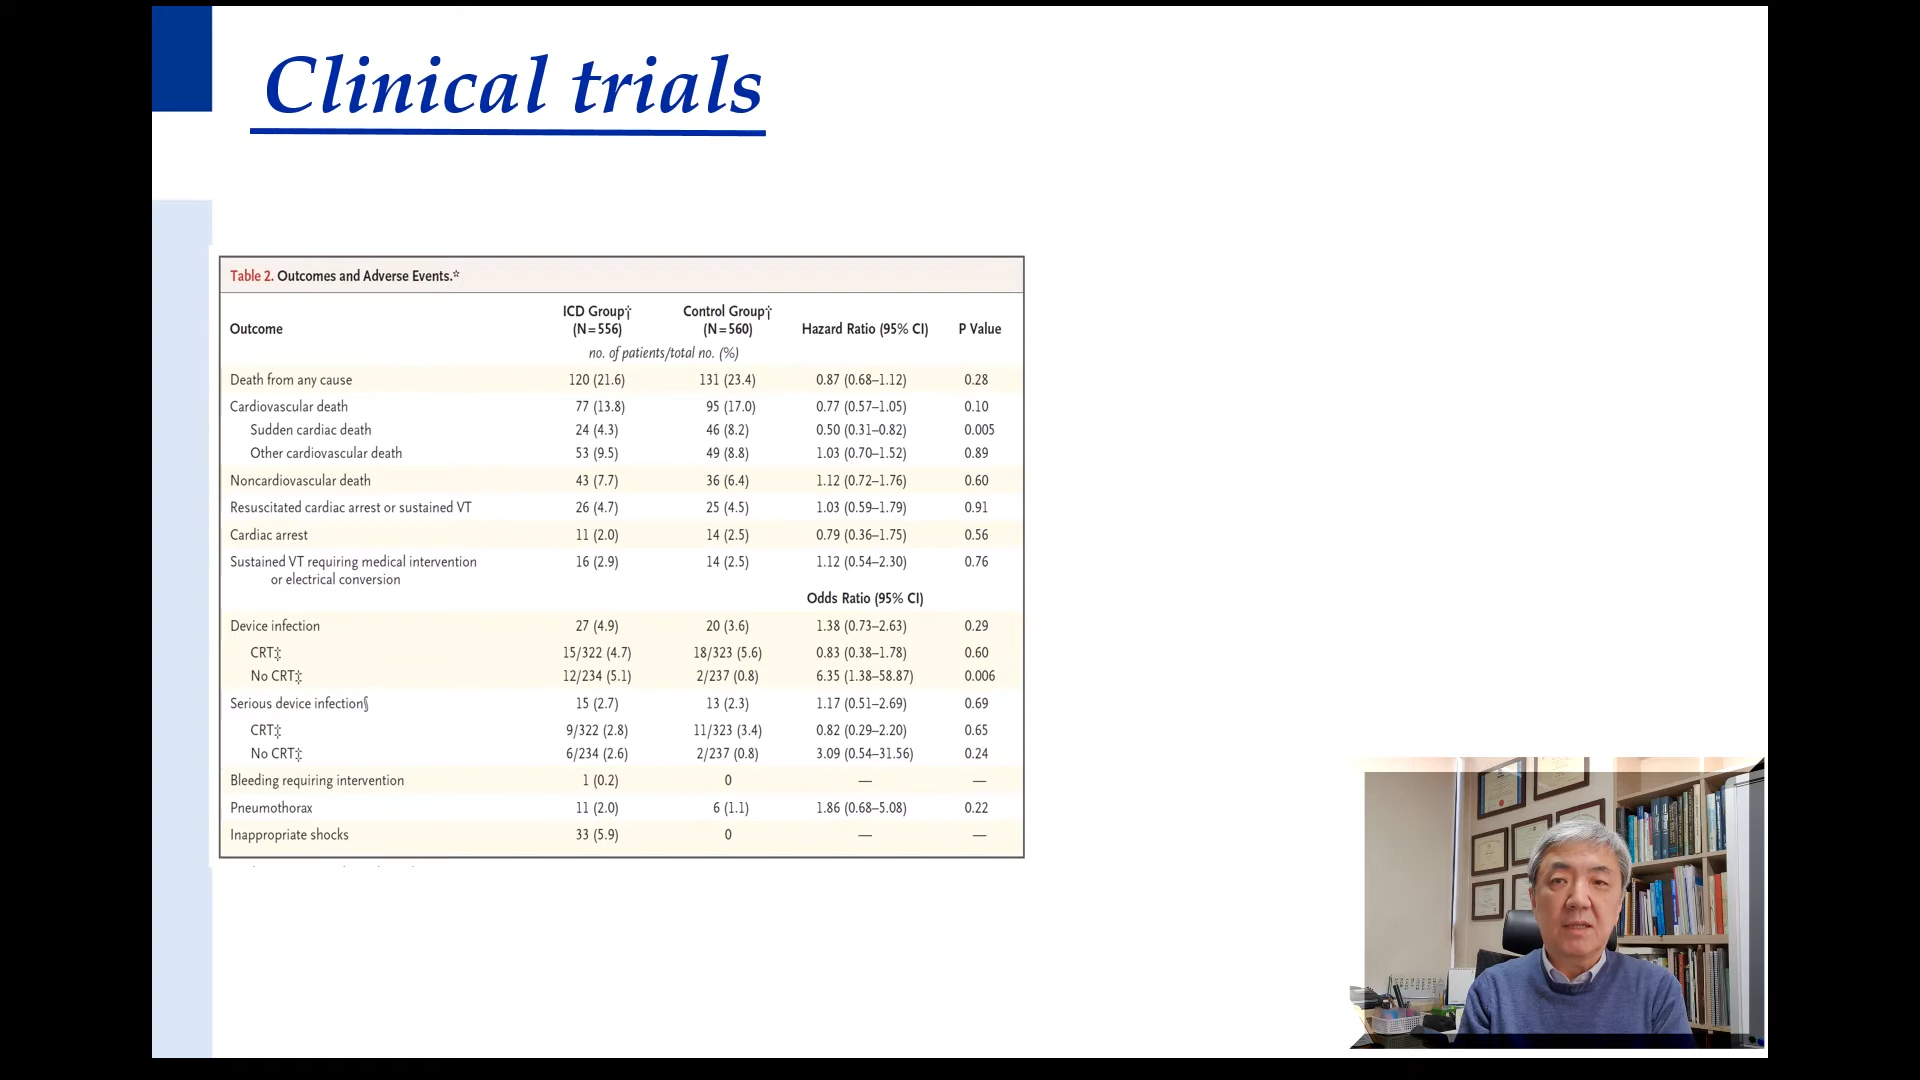 Clinical trials
Table 2. Outcomes and Adverse Events.*
Outcome ICD Group† (N=556) Control Group† (N=560) Hazard Ratio (95% CI) P Value
no. of patients/total no. (%)
Death from any cause 120 (21.6) 131 (23.4) 0.87 (0.68–1.12) 0.28
Cardiovascular death 77 (13.8) 95 (17.0) 0.77 (0.57–1.05) 0.10
Sudden cardiac death 24 (4.3) 46 (8.2) 0.50 (0.31–0.82) 0.005
Other cardiovascular death 53 (9.5) 49 (8.8) 1.03 (0.70–1.52) 0.89
Noncardiovascular death 43 (7.7) 36 (6.4) 1.12 (0.72–1.76) 0.60
Resuscitated cardiac arrest or sustained VT 26 (4.7) 25 (4.5) 1.03 (0.59–1.79) 0.91
Cardiac arrest 11 (2.0) 14 (2.5) 0.79 (0.36–1.75) 0.56
Sustained VT requiring medical intervention 16 (2.9) 14 (2.5) 1.12 (0.54–2.30) 0.76
or electrical conversion
Odds Ratio (95% CI)
Device infection 27 (4.9) 20 (3.6) 1.38 (0.73–2.63) 0.29
CRT‡ 15/322 (4.7) 18/323 (5.6) 0.83 (0.38–1.78) 0.60
No CRT‡ 12/234 (5.1) 2/237 (0.8) 6.35 (1.38–58.87) 0.006
Serious device infection§ 15 (2.7) 13 (2.3) 1.17 (0.51–2.69) 0.69
CRT‡ 9/322 (2.8) 11/323 (3.4) 0.82 (0.29–2.20) 0.65
No CRT‡ 6/234 (2.6) 2/237 (0.8) 3.09 (0.54–31.56) 0.24
Bleeding requiring intervention 1 (0.2) 0 — —
Pneumothorax 11 (2.0) 6 (1.1) 1.86 (0.68–5.08) 0.22
Inappropriate shocks 33 (5.9) 0 — —